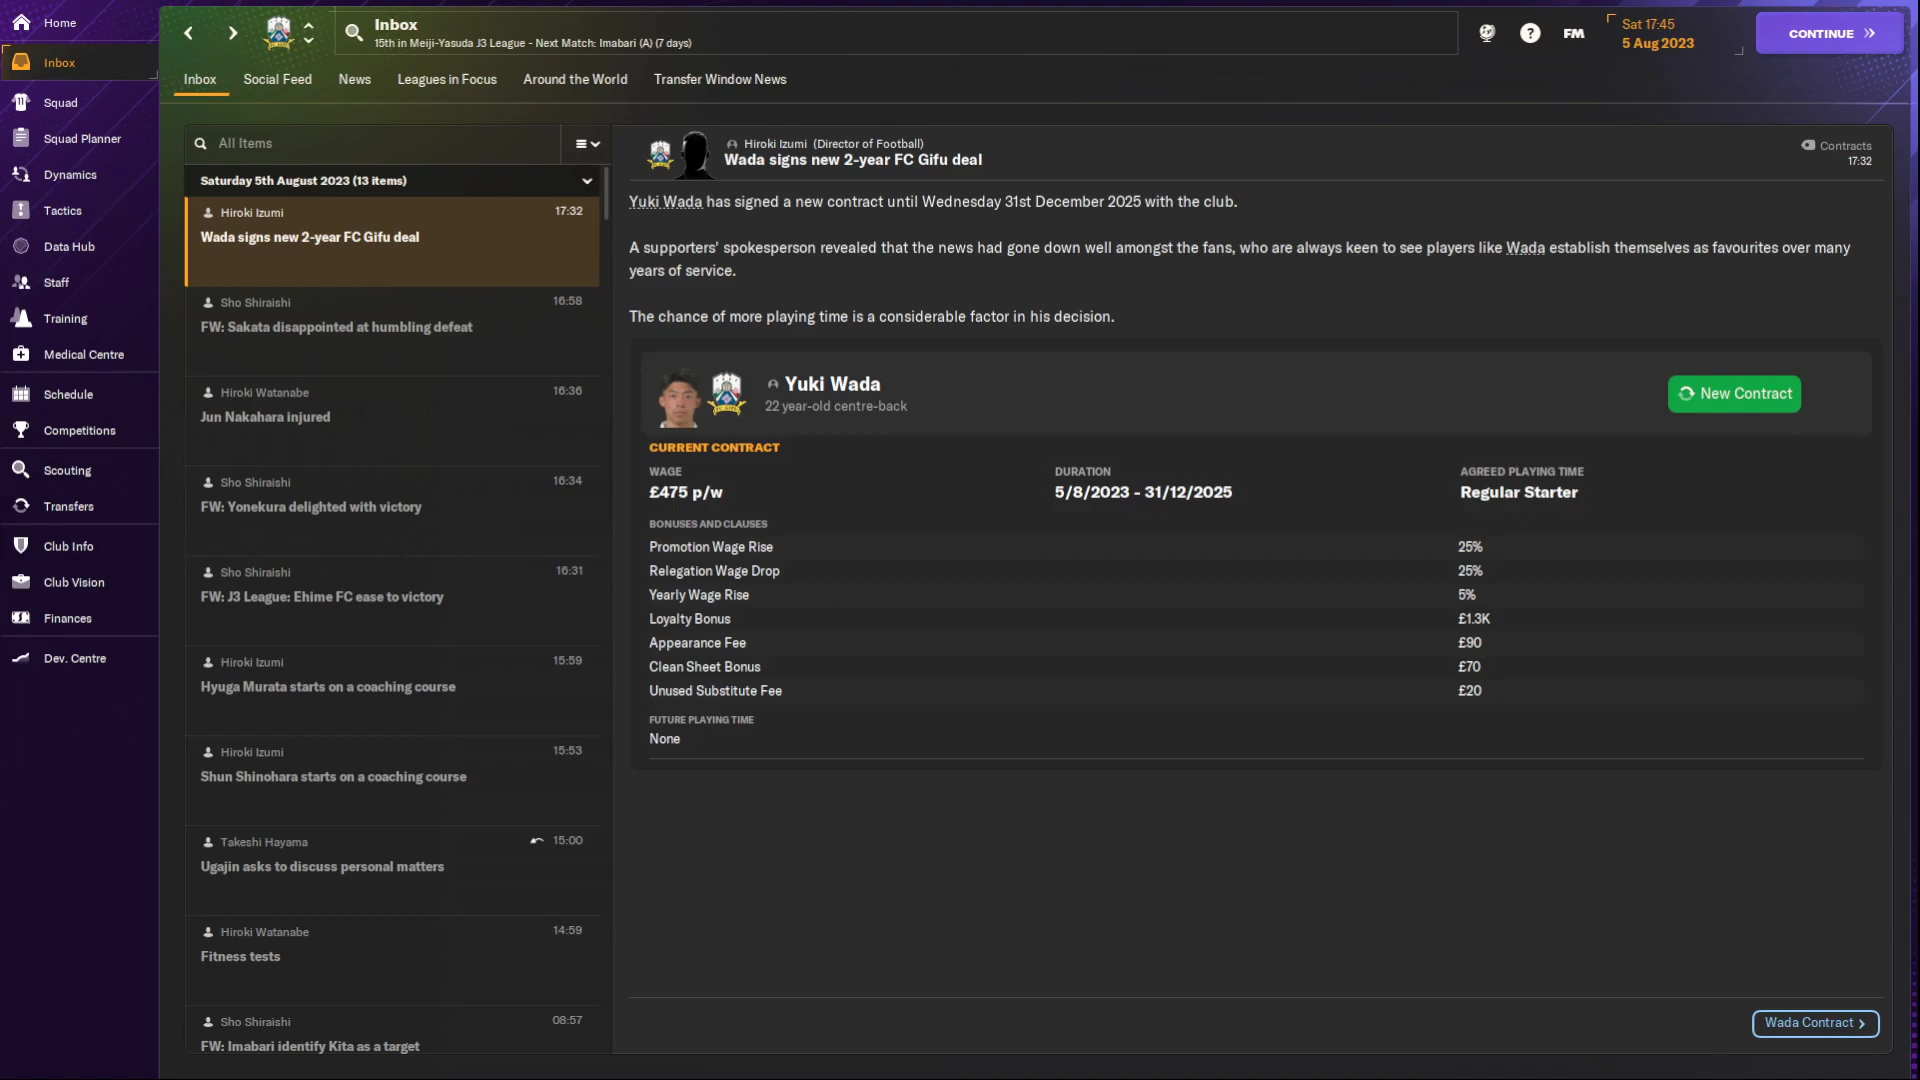 Home
Inbox
Squad
Squad Planner
Dynamics
Tactics
Data Hub
Staff
Training
Medical Centre
Schedule
Competitions
Scouting
Transfers
Club Info
Club Vision
Finances
Dev. Centre
Inbox
15th in Meiji-Yasuda J3 League - Next Match: Imabari (A) (7 days)
FM
Sat 17:45
5 Aug 2023
CONTINUE
Inbox
Social Feed
News
Leagues in Focus
Around the World
Transfer Window News
All Items
Saturday 5th August 2023 (13 items)
Hiroki Izumi 17:32
Wada signs new 2-year FC Gifu deal
Sho Shiraishi 16:58
FW: Sakata disappointed at humbling defeat
Hiroki Watanabe 16:36
Jun Nakahara injured
Sho Shiraishi 16:34
FW: Yonekura delighted with victory
Sho Shiraishi 16:31
FW: J3 League: Ehime FC ease to victory
Hiroki Izumi 15:59
Hyuga Murata starts on a coaching course
Hiroki Izumi 15:53
Shun Shinohara starts on a coaching course
Takeshi Hayama 15:00
Ugajin asks to discuss personal matters
Hiroki Watanabe 14:59
Fitness tests
Sho Shiraishi 08:57
FW: Imabari identify Kita as a target
Hiroki Izumi (Director of Football)
Wada signs new 2-year FC Gifu deal
Contracts
17:32
Yuki Wada has signed a new contract until Wednesday 31st December 2025 with the club.
A supporters' spokesperson revealed that the news had gone down well amongst the fans, who are always keen to see players like Wada establish themselves as favourites over many
years of service.
The chance of more playing time is a considerable factor in his decision.
Yuki Wada
22 year-old centre-back
New Contract
CURRENT CONTRACT
WAGE DURATION AGREED PLAYING TIME
£475 p/w 5/8/2023 - 31/12/2025 Regular Starter
BONUSES AND CLAUSES
Promotion Wage Rise 25%
Relegation Wage Drop 25%
Yearly Wage Rise 5%
Loyalty Bonus £1.3K
Appearance Fee £90
Clean Sheet Bonus £70
Unused Substitute Fee £20
FUTURE PLAYING TIME
None
Wada Contract